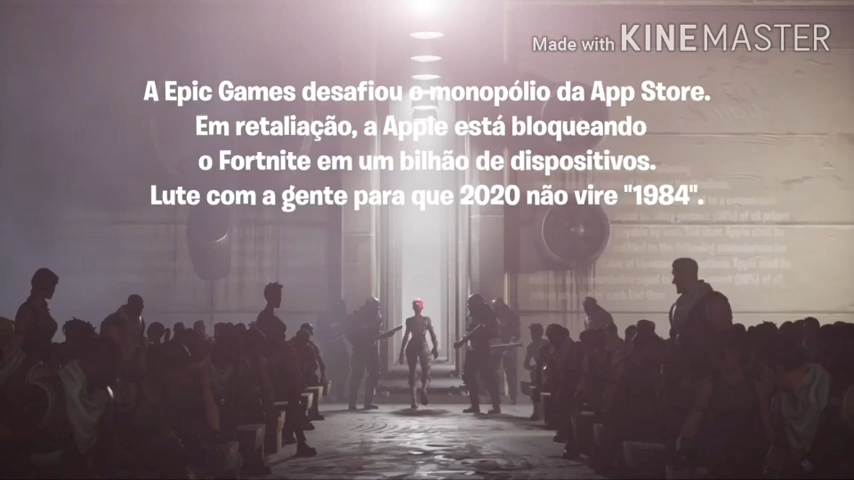 Made with KINEMASTER
A Epic Games desafiou o monopólio da App Store.
Em retaliação, a Apple está bloqueando
o Fortnite em um bilhão de dispositivos.
Lute com a gente para que 2020 não vire "1984".